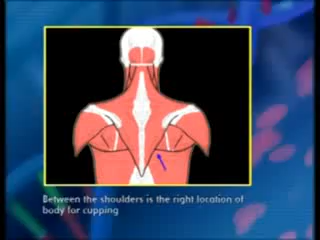 Between the shoulders is the right location of
body for cupping